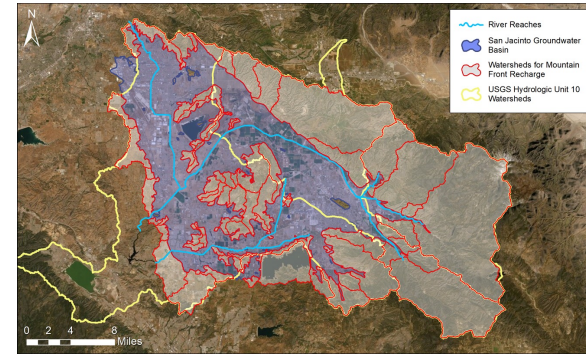 N
River Reaches
San Jacinto Groundwater
Basin
Watersheds for Mountain
Front Recharge
USGS Hydrologic Unit 10
Watersheds
0 2 4 8
Miles